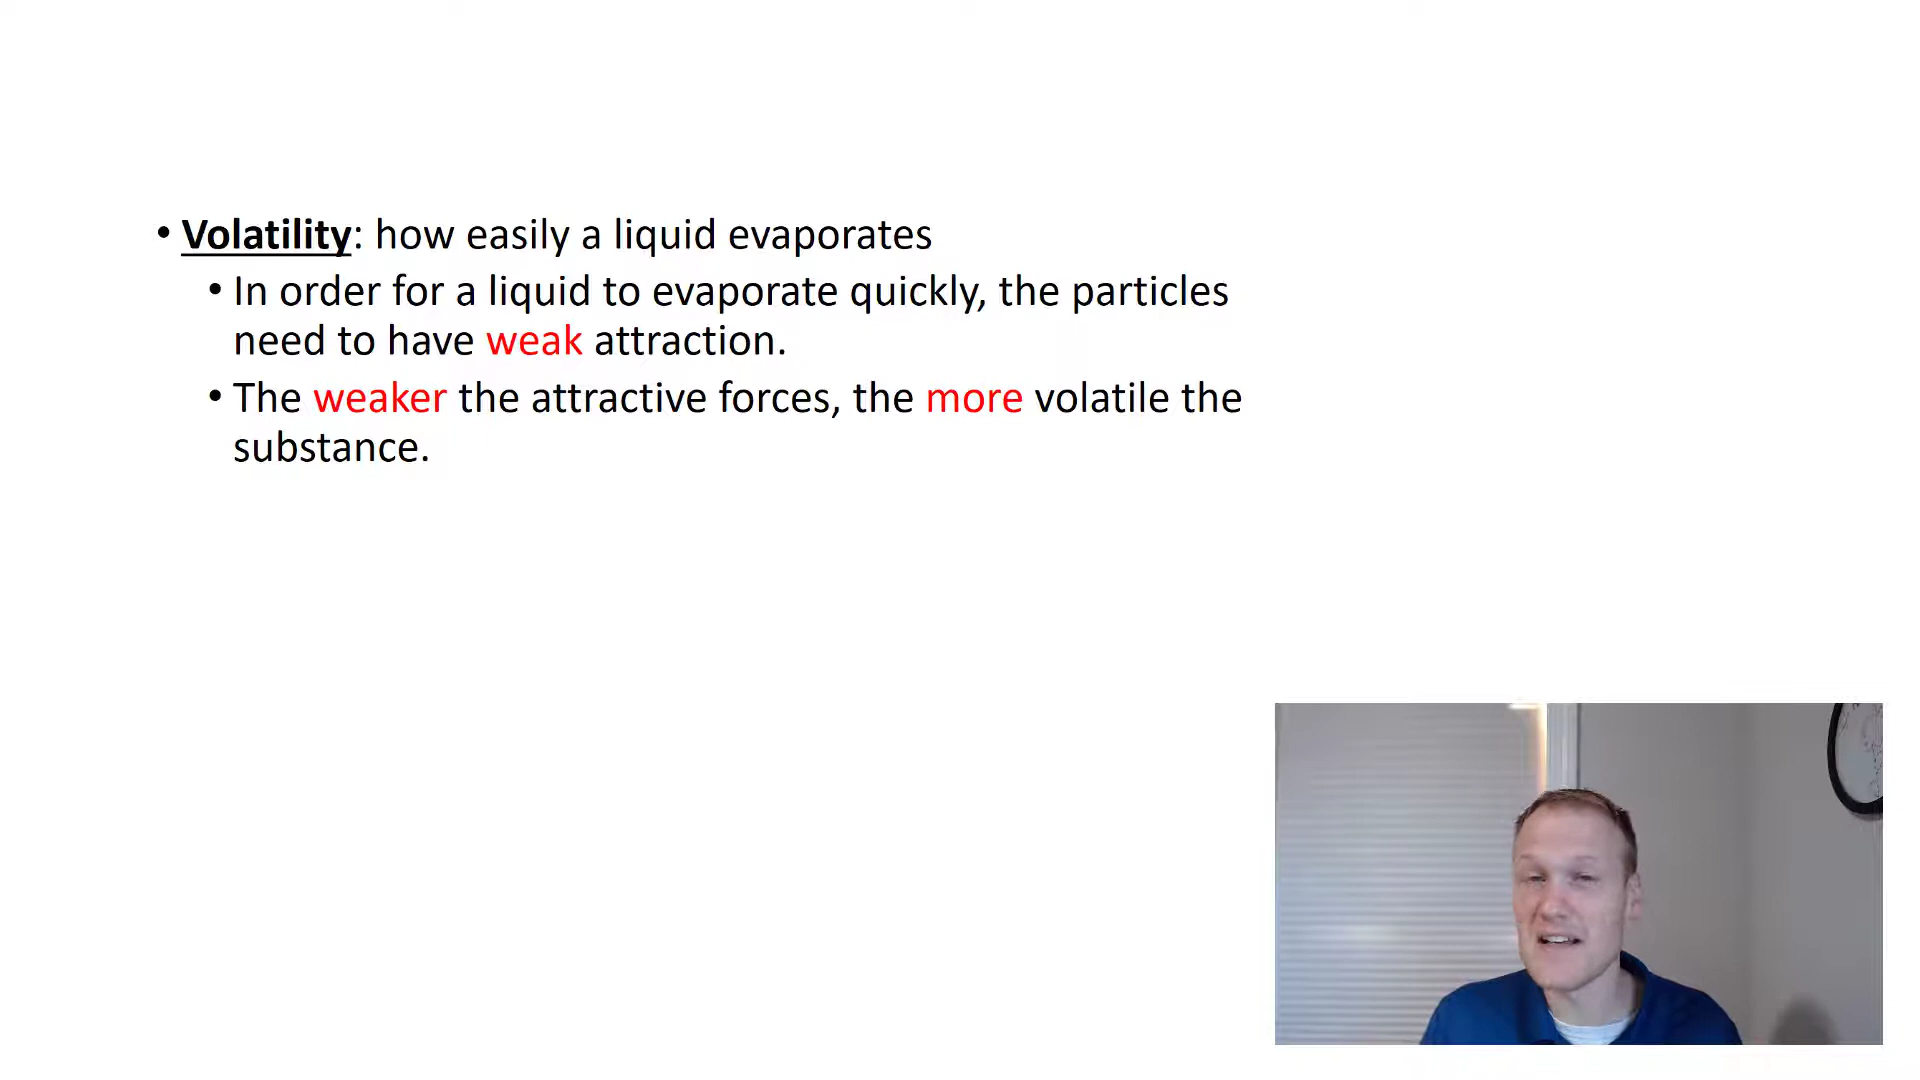 • Volatility: how easily a liquid evaporates
• In order for a liquid to evaporate quickly, the particles
need to have weak attraction.
• The weaker the attractive forces, the more volatile the
substance.